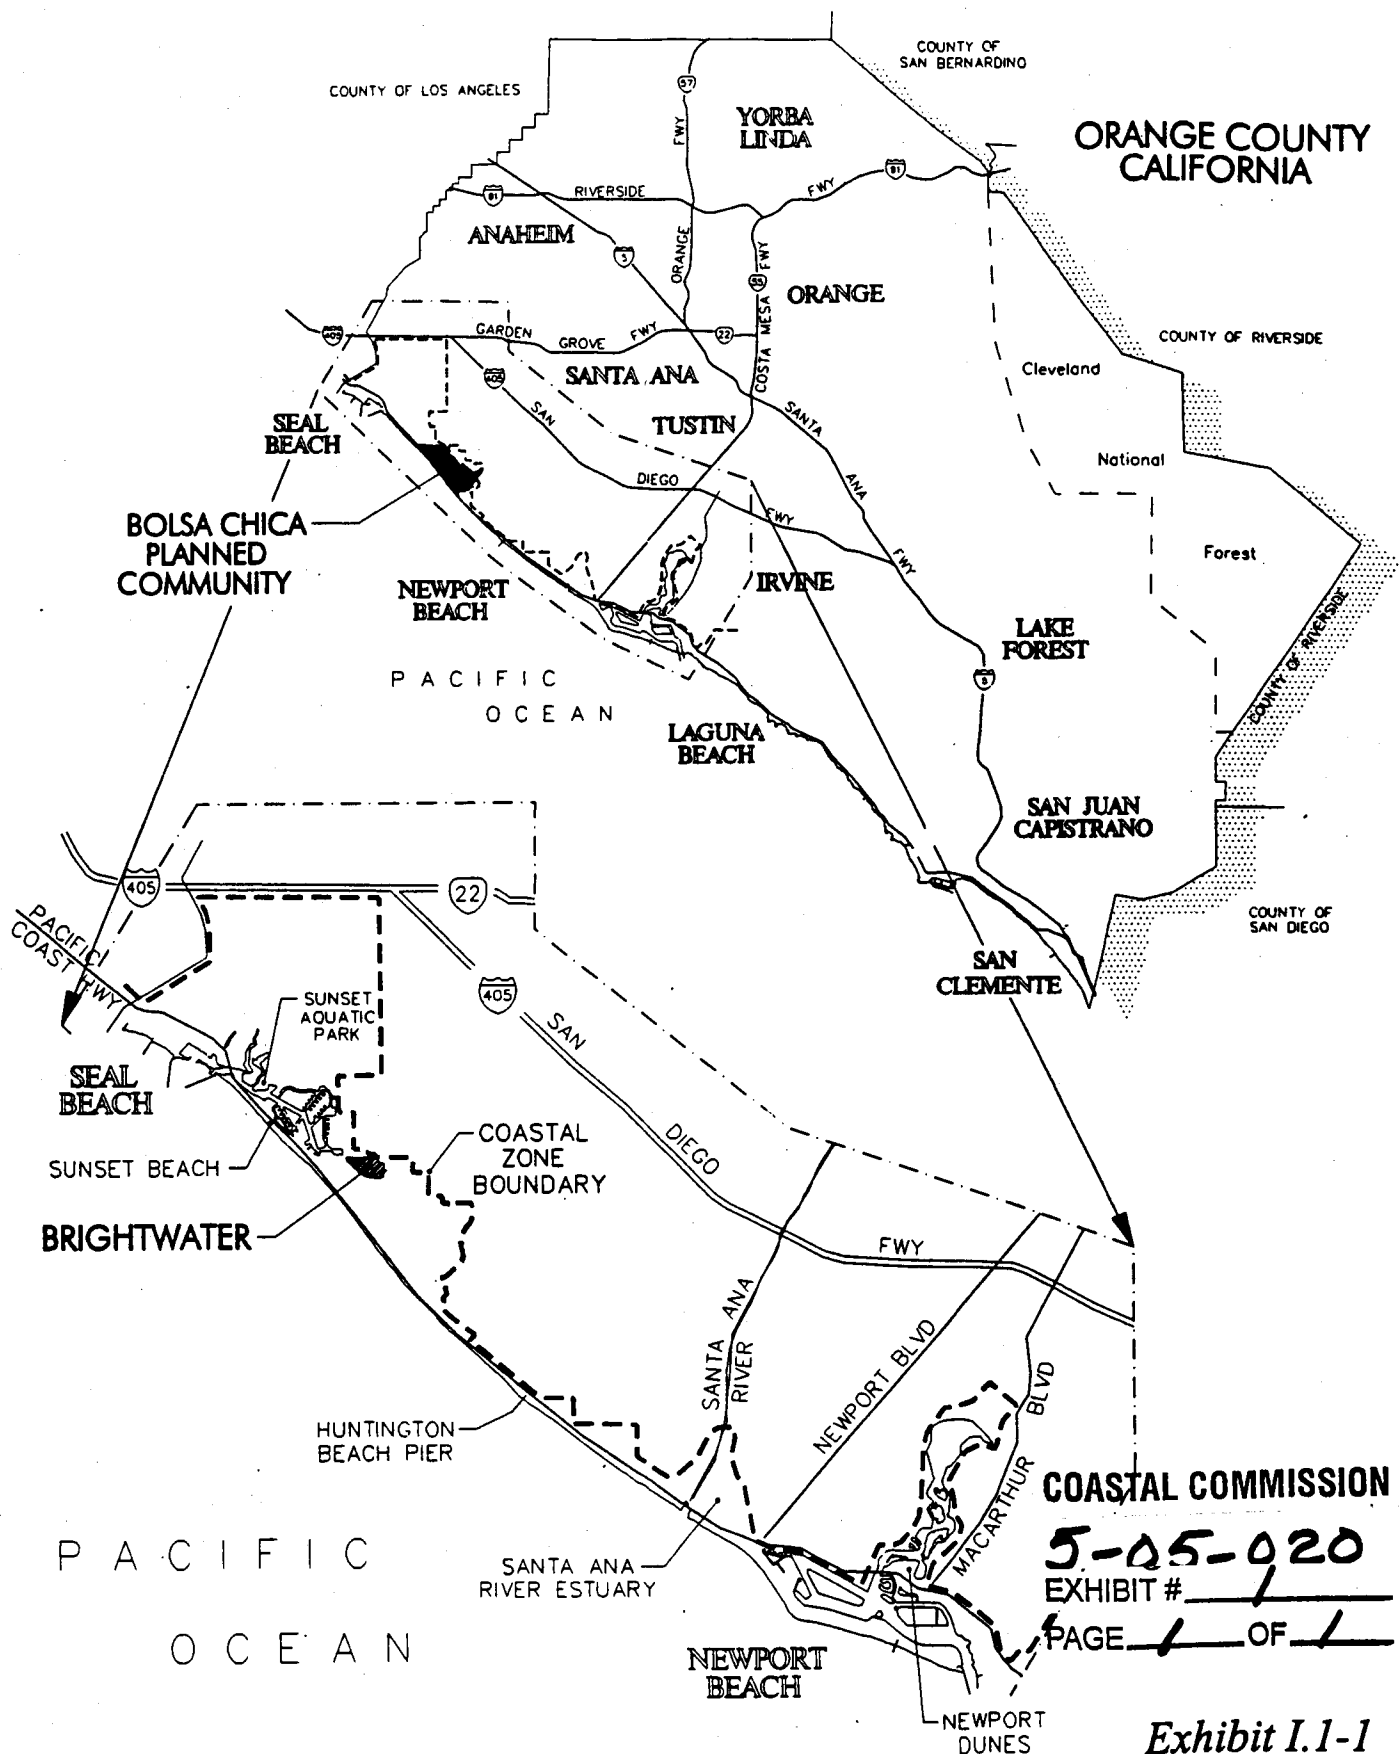 COUNTY OF
SAN BERNARDINO
COUNTY OF LOS ANGELES
57
FWY
YORBA
LINDA
ORANGE COUNTY
CALIFORNIA
91
RIVERSIDE
FWY
91
ANAHEIM
5
ORANGE
FWY
55
COSTA MESA
ORANGE
405
GARDEN
GROVE
FWY
22
COUNTY OF RIVERSIDE
Cleveland
405
SANTA ANA
SAN
TUSTIN
SANTA
SEAL
BEACH
National
DIEGO
ANA
FWY
BOLSA CHICA
PLANNED
COMMUNITY
Forest
FWY
NEWPORT
BEACH
IRVINE
COUNTY OF RIVERSIDE
LAKE
FOREST
5
PACIFIC
OCEAN
LAGUNA
BEACH
SAN JUAN
CAPISTRANO
405
22
PACIFIC
COAST HWY
COUNTY OF
SAN DIEGO
SAN
CLEMENTE
405
SUNSET
AQUATIC
PARK
SAN
SEAL
BEACH
COASTAL
ZONE
BOUNDARY
DIEGO
SUNSET BEACH
BRIGHTWATER
FWY
SANTA ANA
RIVER
NEWPORT BLVD
BLVD
MACARTHUR
HUNTINGTON
BEACH PIER
COASTAL COMMISSION
5-05-020
EXHIBIT # 1
PAGE 1 OF 1
PACIFIC
OCEAN
SANTA ANA
RIVER ESTUARY
NEWPORT
BEACH
NEWPORT
DUNES
Exhibit I.1-1